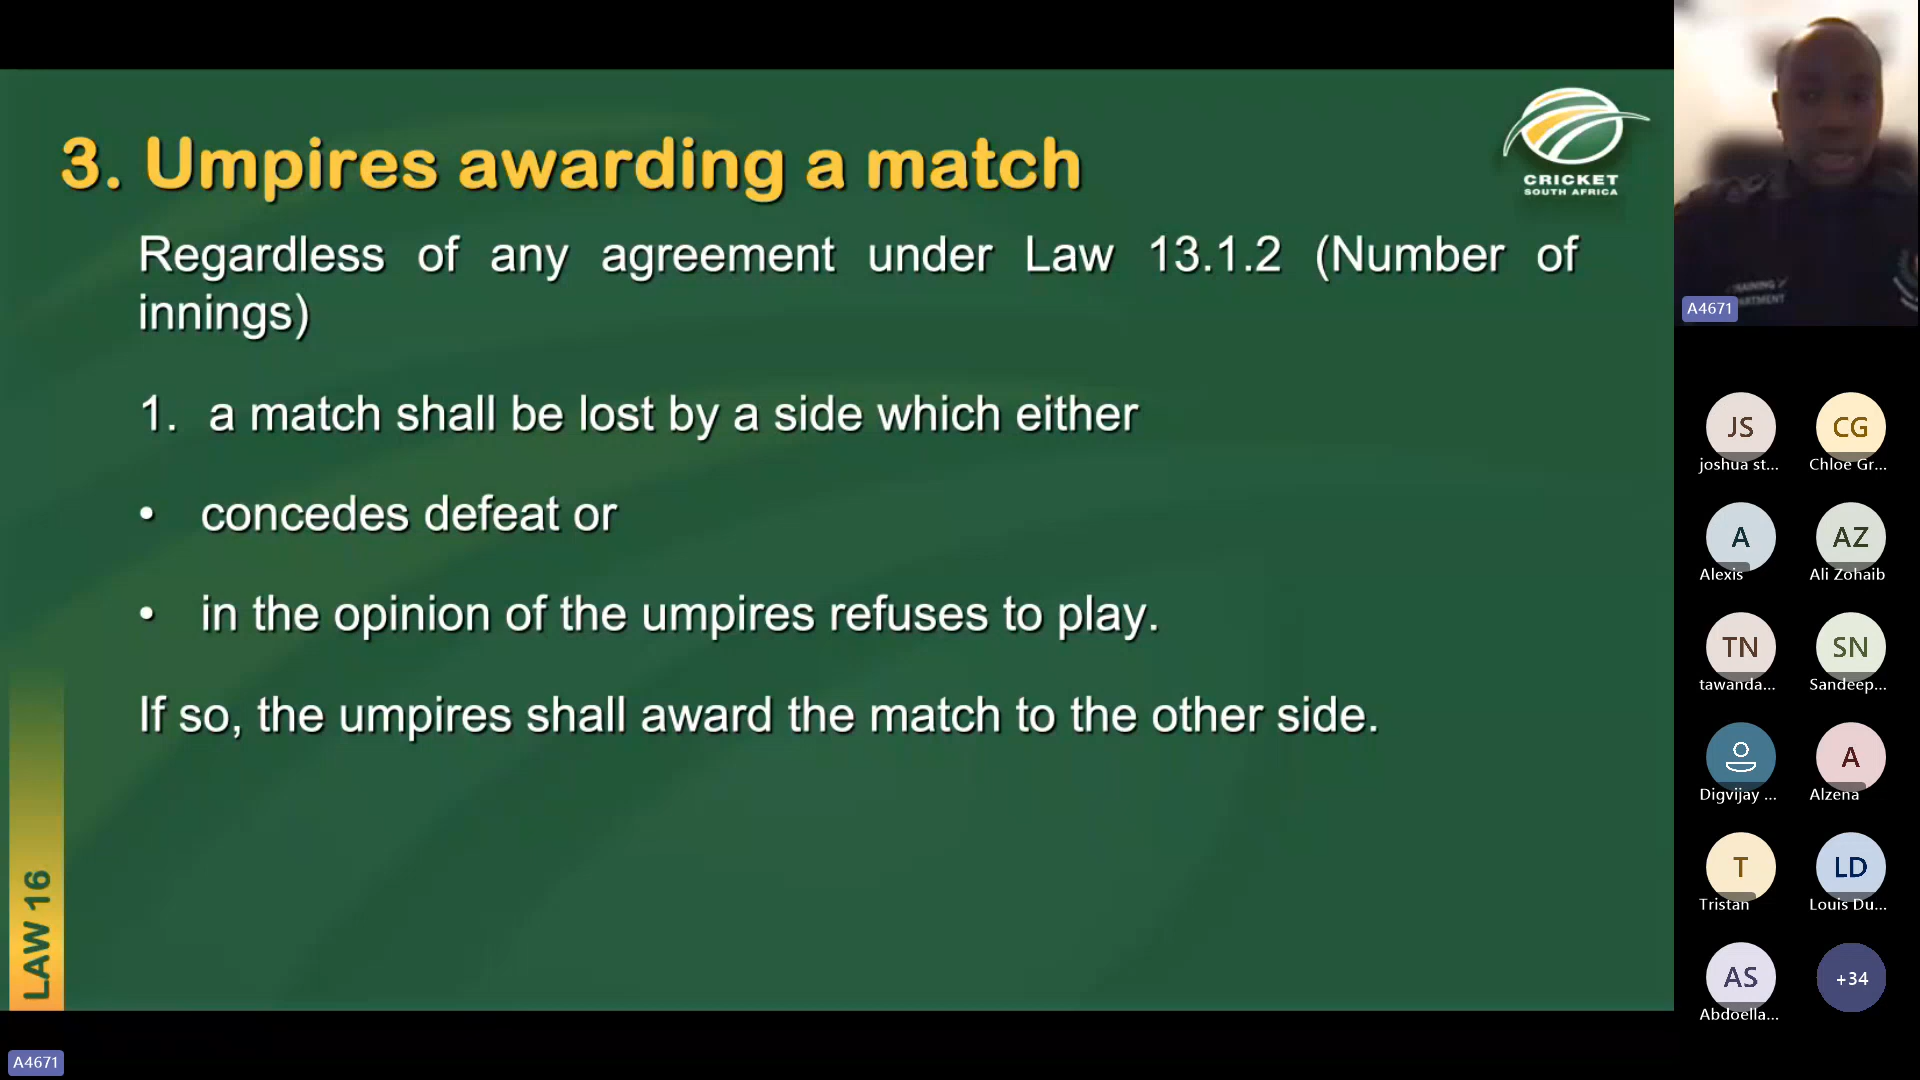 3. Umpires awarding a match
CRICKET
SOUTH AFRICA
Regardless of any agreement under Law 13.1.2 (Number of
innings)
1. a match shall be lost by a side which either
• concedes defeat or
• in the opinion of the umpires refuses to play.
If so, the umpires shall award the match to the other side.
LAW 16
A4671
A4671
JS
joshua st...
CG
Chloe Gr...
A
Alexis
AZ
Ali Zohaib
TN
tawanda...
SN
Sandeep...
Digvijay ...
A
Alzena
T
Tristan
LD
Louis Du...
AS
Abdoella...
+34